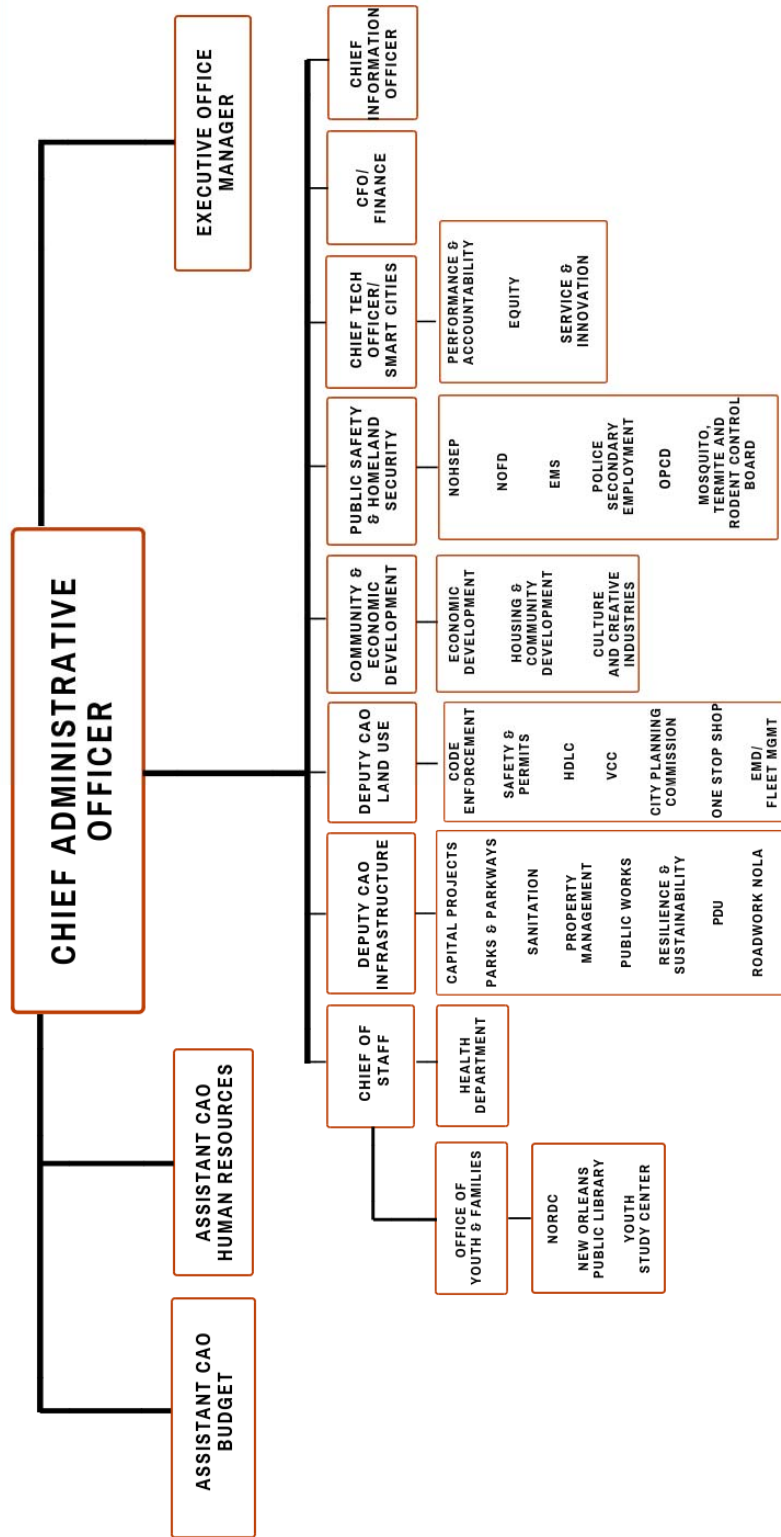 CHIEF ADMINISTRATIVE
OFFICER
ASSISTANT CAO
BUDGET
ASSISTANT CAO
HUMAN RESOURCES
EXECUTIVE OFFICE
MANAGER
CHIEF OF
STAFF
DEPUTY CAO
INFRASTRUCTURE
DEPUTY CAO
LAND USE
COMMUNITY &
ECONOMIC
DEVELOPMENT
PUBLIC SAFETY
& HOMELAND
SECURITY
CHIEF TECH
OFFICER/
SMART CITIES
CFO/
FINANCE
CHIEF
INFORMATION
OFFICER
OFFICE OF
YOUTH & FAMILIES
HEALTH
DEPARTMENT
NORDC
NEW ORLEANS
PUBLIC LIBRARY
YOUTH
STUDY CENTER
CAPITAL PROJECTS
PARKS & PARKWAYS
SANITATION
PROPERTY
MANAGEMENT
PUBLIC WORKS
RESILIENCE &
SUSTAINABILITY
PDU
ROADWORK NOLA
CODE
ENFORCEMENT
SAFETY &
PERMITS
HDLC
VCC
CITY PLANNING
COMMISSION
ONE STOP SHOP
EMD/
FLEET MGMT
ECONOMIC
DEVELOPMENT
HOUSING &
COMMUNITY
DEVELOPMENT
CULTURE
AND CREATIVE
INDUSTRIES
NOHSEP
NOFD
EMS
POLICE
SECONDARY
EMPLOYMENT
OPCD
MOSQUITO,
TERMITE AND
RODENT CONTROL
BOARD
PERFORMANCE &
ACCOUNTABILITY
EQUITY
SERVICE &
INNOVATION